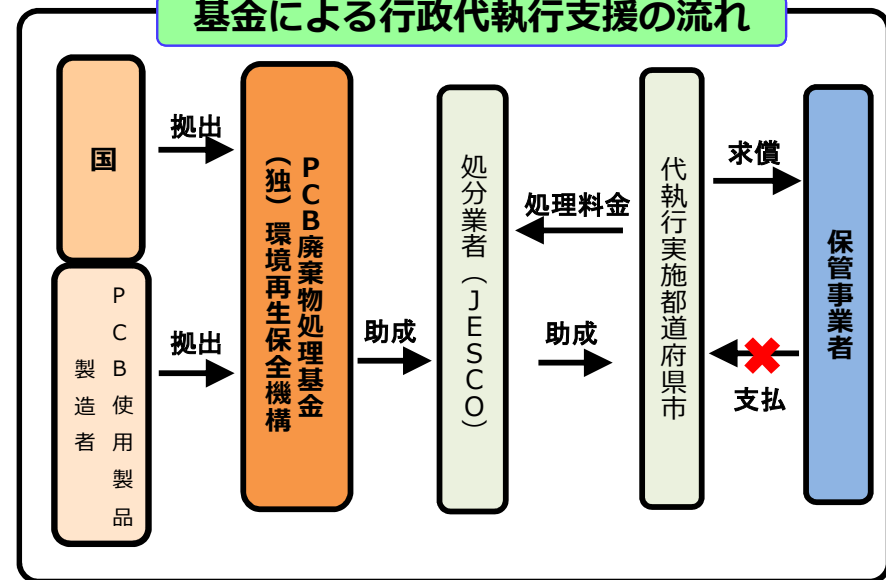 基金による行政代執行支援の流れ
国
拠出
PCB使用製品
製造者
拠出
PCB廃棄物処理基金
（独）環境再生保全機構
助成
処分業者（JESCO）
処理料金
助成
代執行実施都道府県市
求償
支払
保管事業者